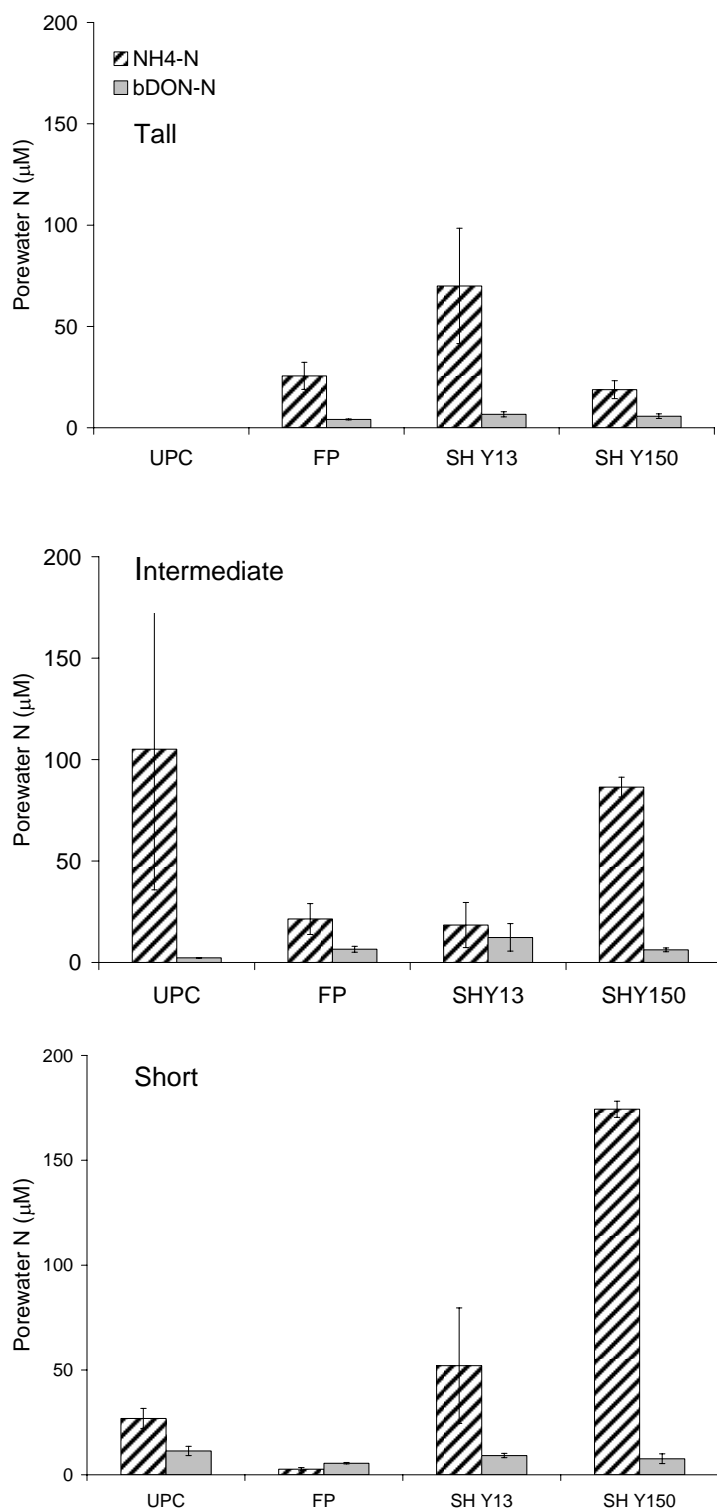 200
NH4-N
bDON-N
150
Tall
Porewater N (μM)
100
50
0
UPC FP SH Y13 SH Y150
200
Intermediate
150
Porewater N (μM)
100
50
0
UPC FP SHY13 SHY150
200
Short
150
Porewater N (μM)
100
50
0
UPC FP SH Y13 SH Y150